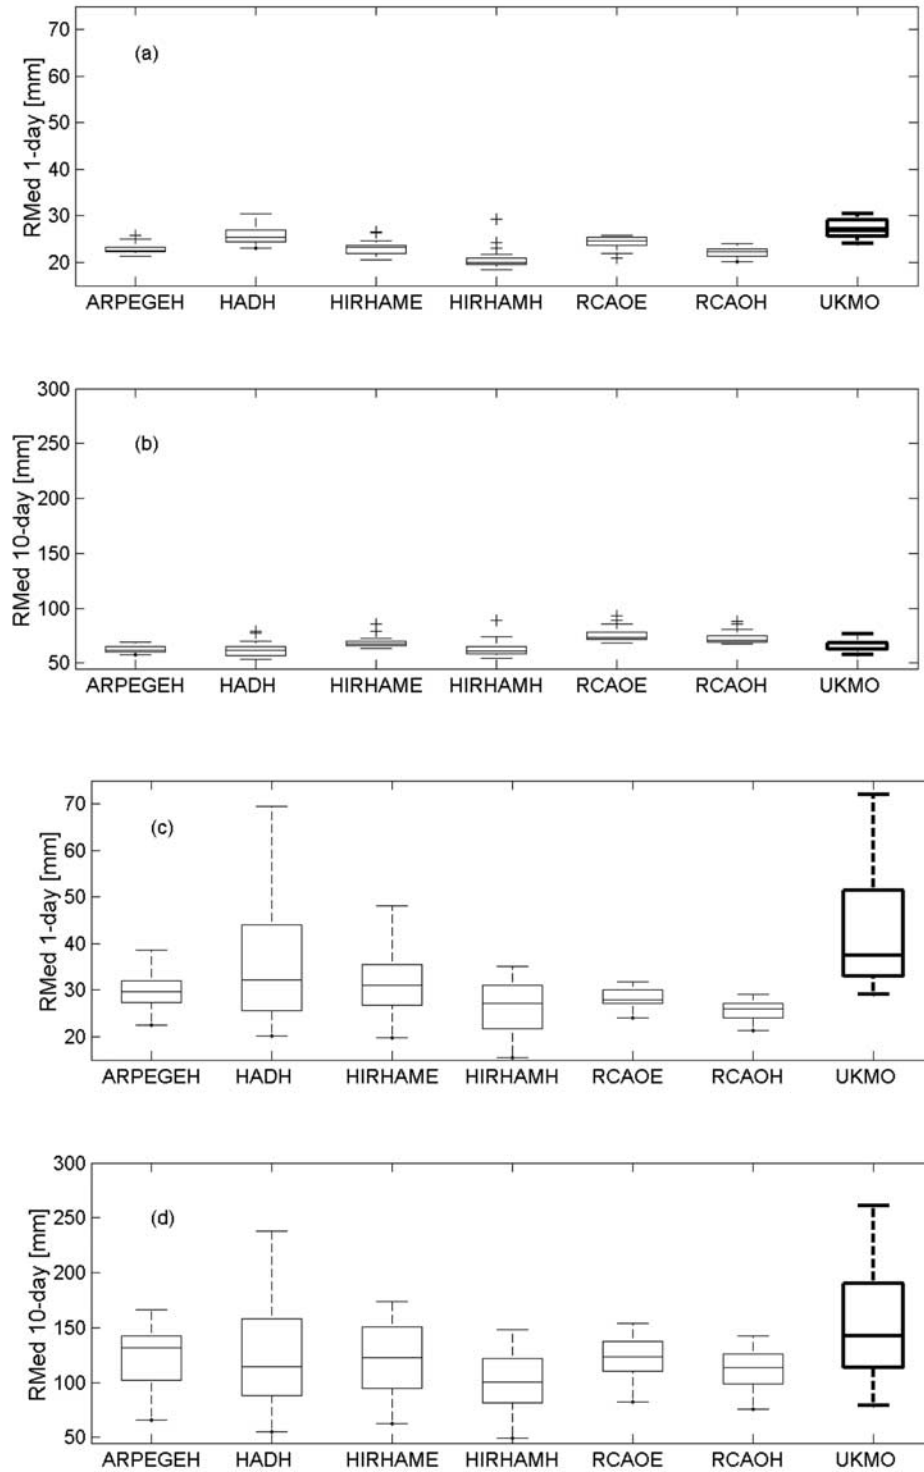 (a)
RMed 1-day [mm]
70
60
50
40
30
20
ARPEGEH HADH HIRHAME HIRHAMH RCAOE RCAOH UKMO
(b)
RMed 10-day [mm]
300
250
200
150
100
50
ARPEGEH HADH HIRHAME HIRHAMH RCAOE RCAOH UKMO
(c)
RMed 1-day [mm]
70
60
50
40
30
20
ARPEGEH HADH HIRHAME HIRHAMH RCAOE RCAOH UKMO
(d)
RMed 10-day [mm]
300
250
200
150
100
50
ARPEGEH HADH HIRHAME HIRHAMH RCAOE RCAOH UKMO